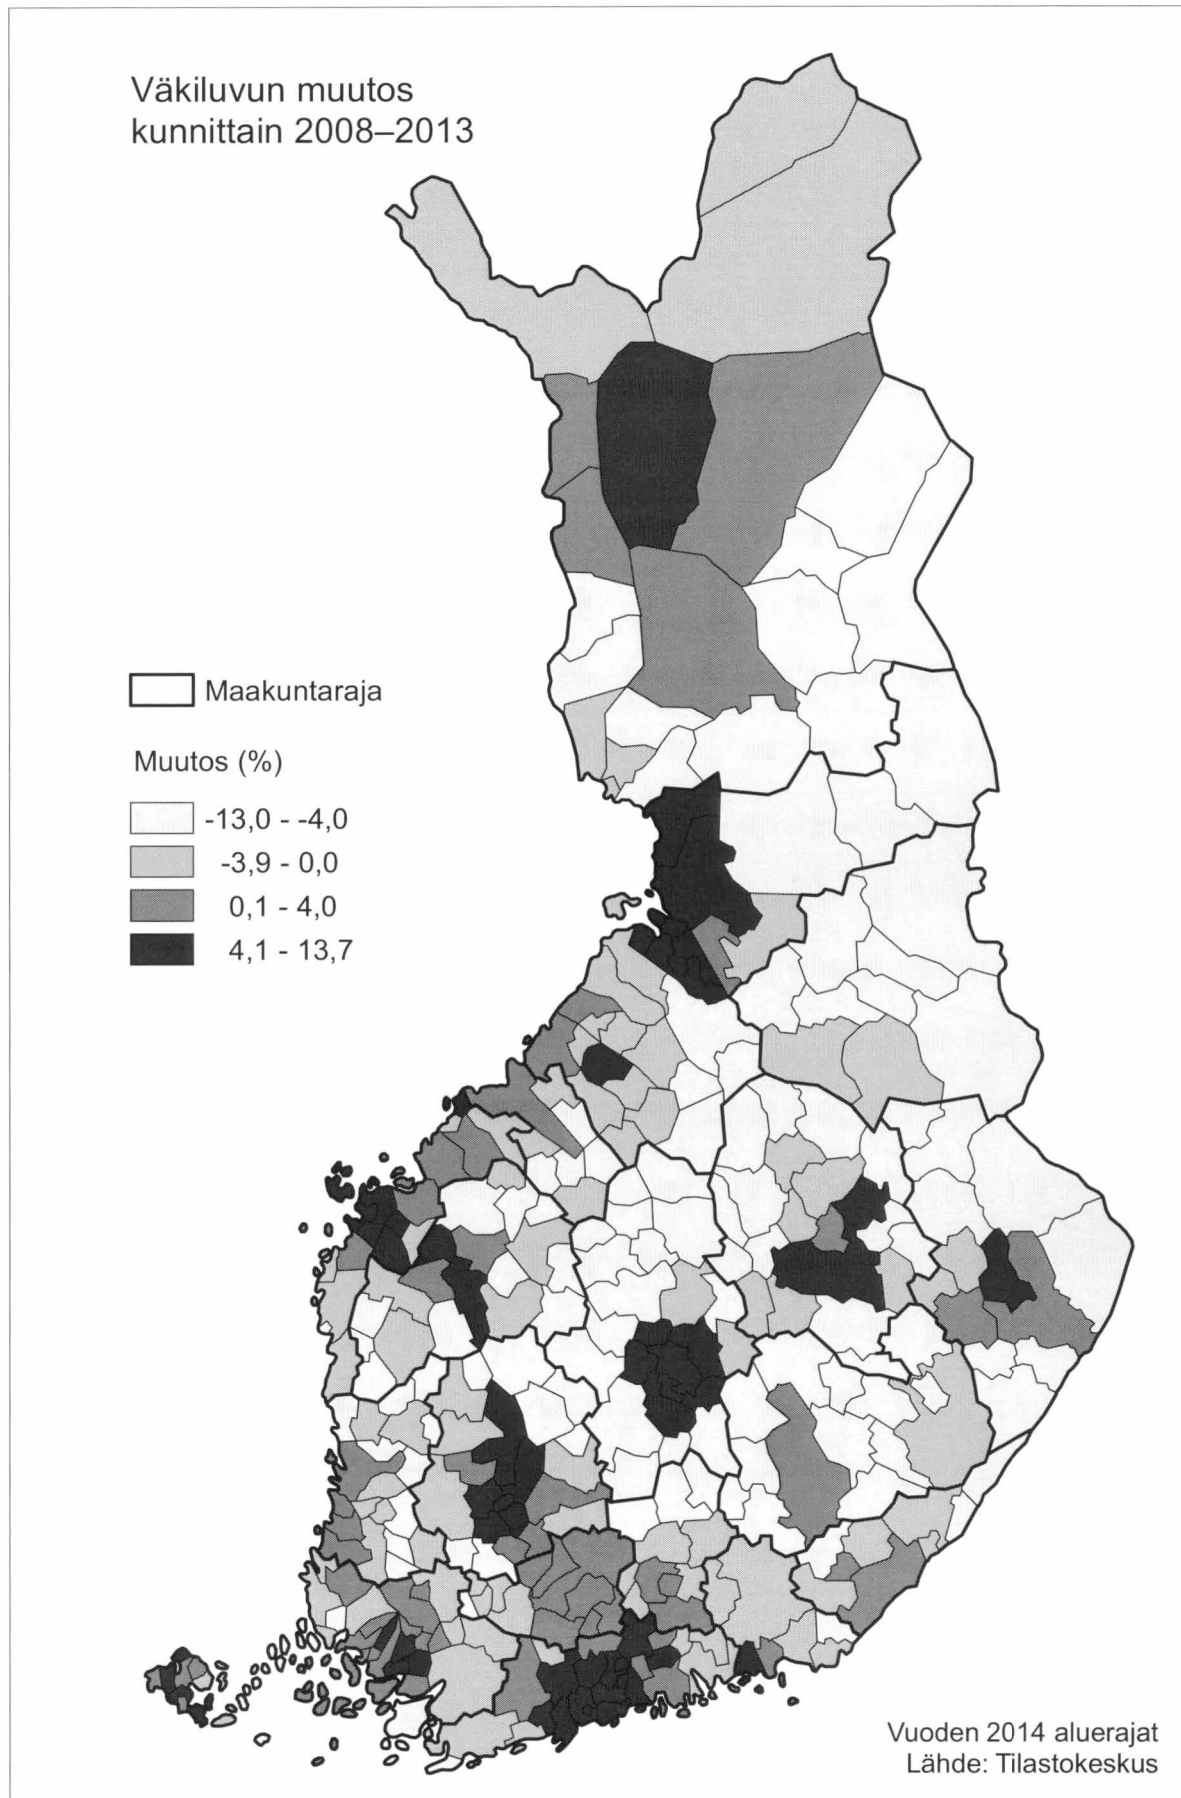 Väkiluvun muutos
kunnittain 2008–2013
Maakuntaraja
Muutos (%)
-13,0 - -4,0
-3,9 - 0,0
0,1 - 4,0
4,1 - 13,7
Vuoden 2014 aluerajat
Lähde: Tilastokeskus